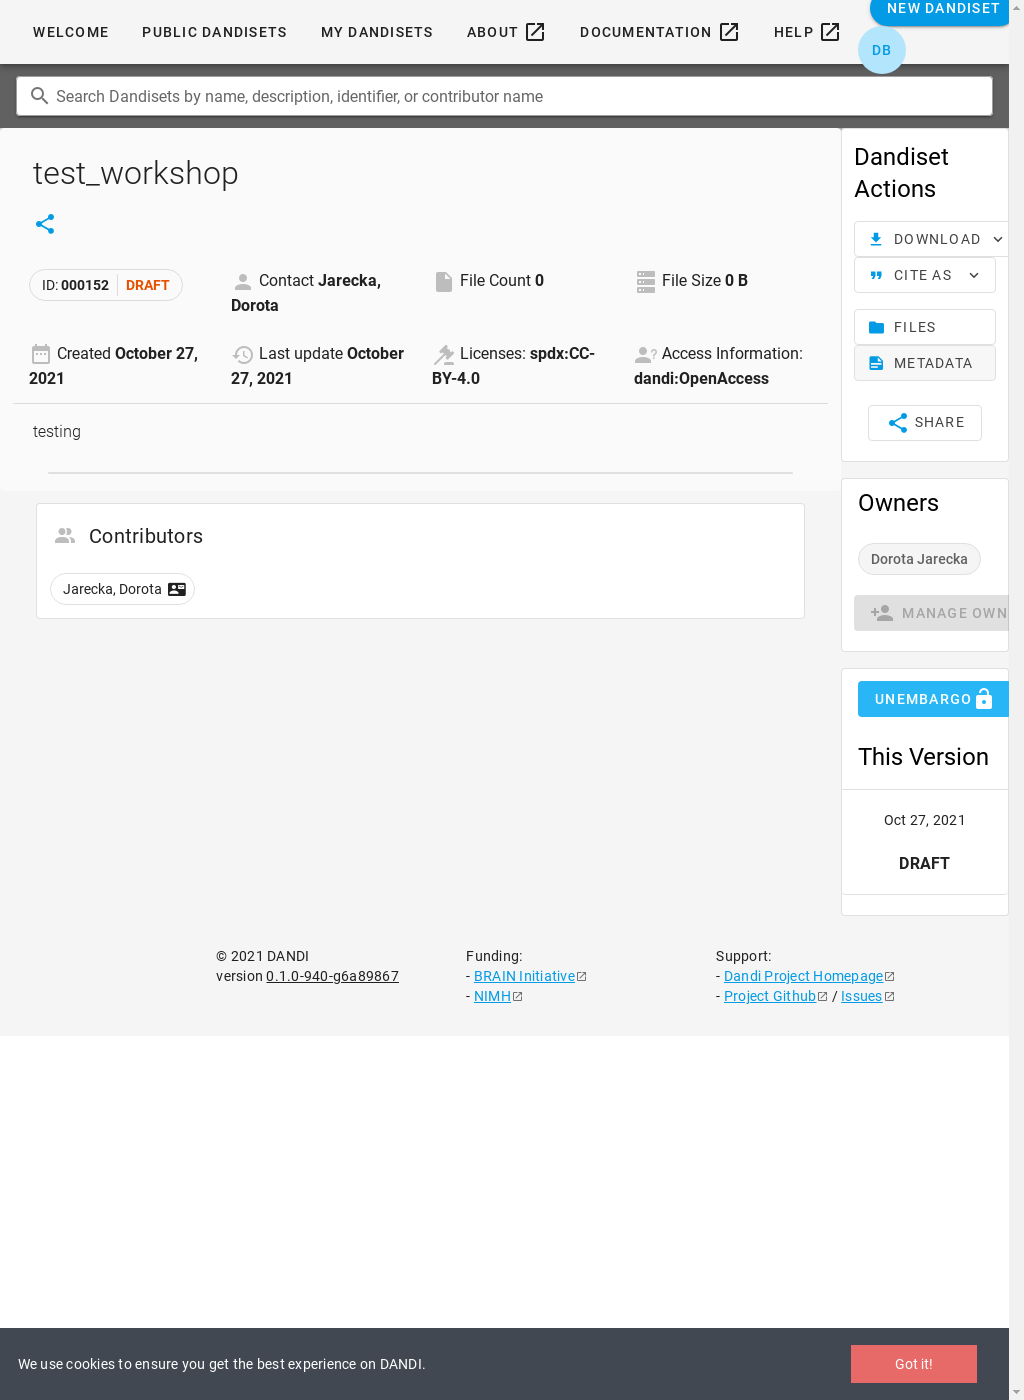 WELCOME
PUBLIC DANDISETS
MY DANDISETS
ABOUT
DOCUMENTATION
HELP
NEW DANDISET
DB
Search Dandisets by name, description, identifier, or contributor name
test_workshop
ID: 000152 DRAFT
Contact Jarecka,
Dorota
File Count 0
File Size 0 B
Created October 27,
2021
Last update October
27, 2021
Licenses: spdx:CC-
BY-4.0
Access Information:
dandi:OpenAccess
testing
Contributors
Jarecka, Dorota
Dandiset
Actions
DOWNLOAD
CITE AS
FILES
METADATA
SHARE
Owners
Dorota Jarecka
MANAGE OWN
UNEMBARGO
This Version
Oct 27, 2021
DRAFT
© 2021 DANDI
version 0.1.0-940-g6a89867
Funding:
- BRAIN Initiative
- NIMH
Support:
- Dandi Project Homepage
- Project Github / Issues
We use cookies to ensure you get the best experience on DANDI.
Got it!